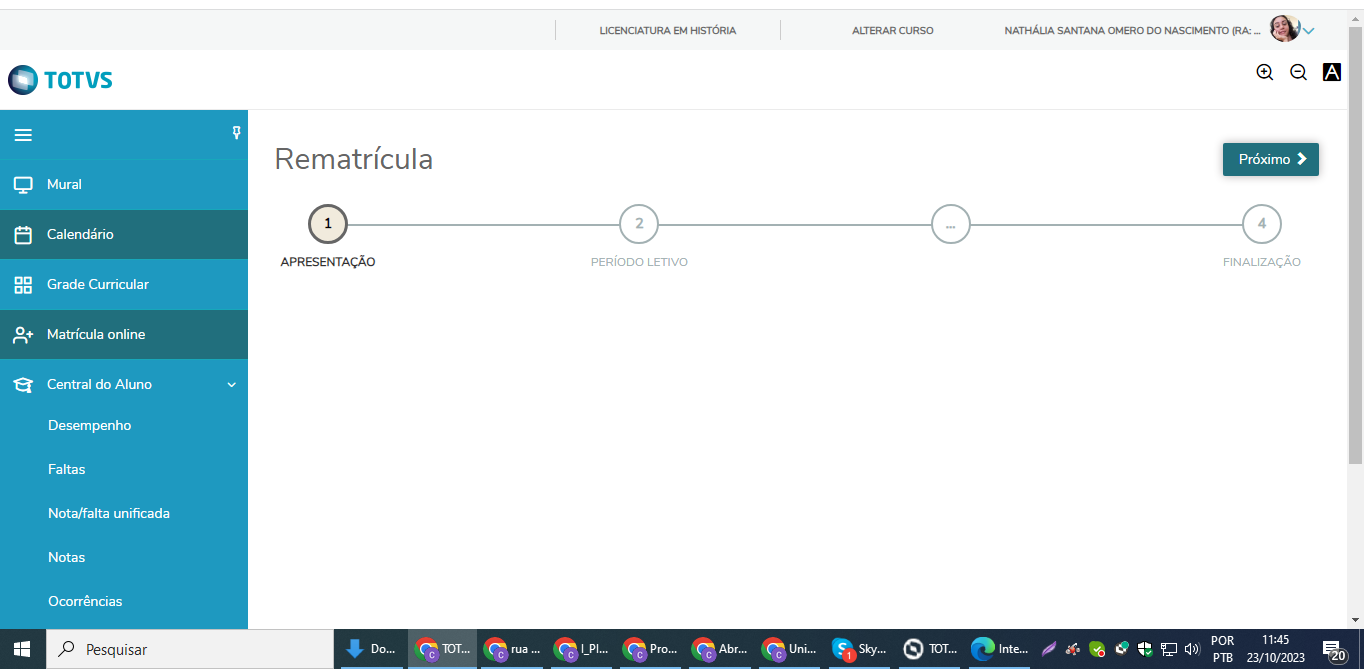 LICENCIATURA EM HISTÓRIA
ALTERAR CURSO
NATHÁLIA SANTANA OMERO DO NASCIMENTO (RA: ...
TOTVS
A
Rematrícula
Próximo
Mural
Calendário
Grade Curricular
Matrícula online
Central do Aluno
Desempenho
Faltas
Nota/falta unificada
Notas
Ocorrências
1
2
...
4
APRESENTAÇÃO
PERÍODO LETIVO
FINALIZAÇÃO
Pesquisar
Do...
TOT...
rua ...
I_Pl...
Pro...
Abr...
Uni...
Sky...
TOT...
Inte...
POR
PTB
11:45
23/10/2023
20